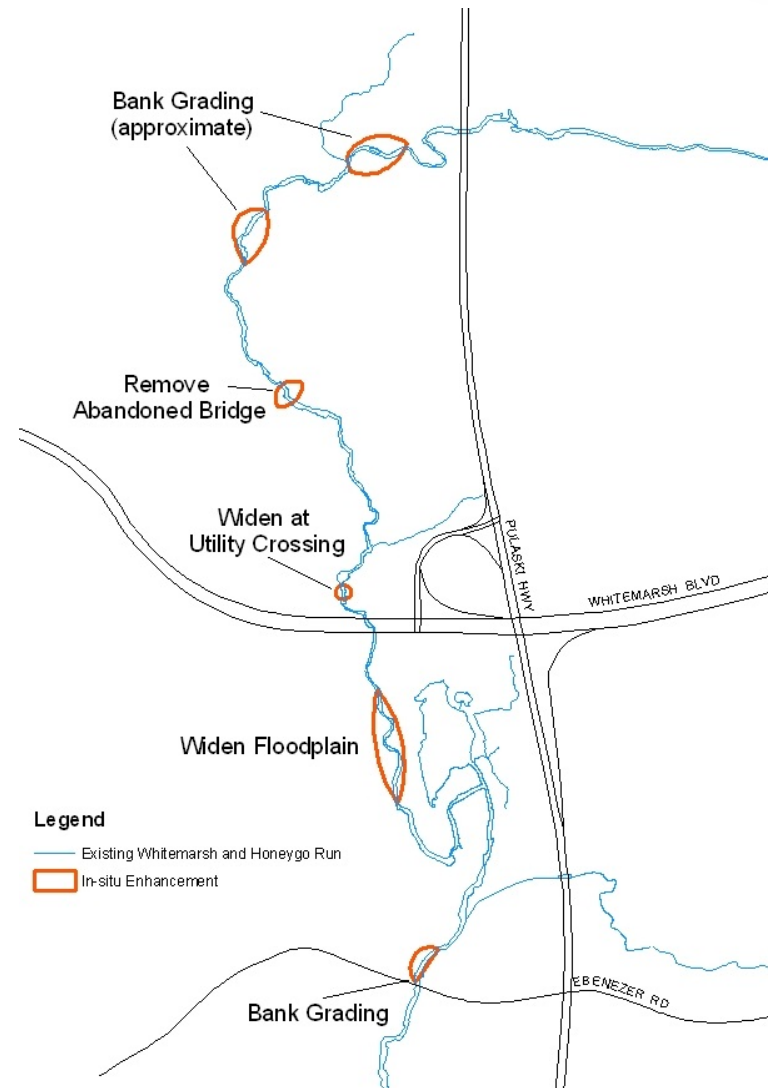 Bank Grading
(approximate)
Remove
Abandoned Bridge
Widen at
Utility Crossing
PULASKI HWY
WHITEMARSH BLVD
Widen Floodplain
Legend
Existing Whitemarsh and Honeygo Run
In-situ Enhancement
EBENEZER RD
Bank Grading